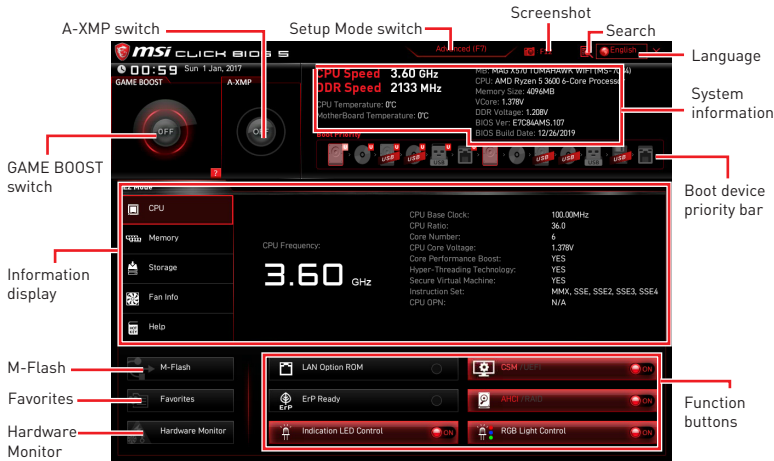 Screenshot
A-XMP switch
Setup Mode switch
Search
msi CLICK BIOS 5
Advanced (F7)
F12
English
Language
00:59 Sun 1 Jan, 2017
GAME BOOST
A-XMP
OFF
OFF
?
CPU Speed 3.60 GHz
DDR Speed 2133 MHz
CPU Temperature: 0°C
MotherBoard Temperature: 0°C
MB: MAG X570 TOMAHAWK WIFI (MS-7C84)
CPU: AMD Ryzen 5 3600 6-Core Processor
Memory Size: 4096MB
VCore: 1.378V
DDR Voltage: 1.208V
BIOS Ver: E7C84AMS.107
BIOS Build Date: 12/26/2019
System
information
Boot Priority
U U U U
USB USB USB USB USB
GAME BOOST
switch
Boot device
priority bar
EZ Mode
CPU
Memory
Storage
Fan Info
Help
CPU Frequency:
3.60 GHz
CPU Base Clock: 100.00MHz
CPU Ratio: 36.0
Core Number: 6
CPU Core Voltage: 1.378V
Core Performance Boost: YES
Hyper-Threading Technology: YES
Secure Virtual Machine: YES
Instruction Set: MMX, SSE, SSE2, SSE3, SSE4
CPU OPN: N/A
Information
display
M-Flash
Favorites
Hardware
Monitor
M-Flash
Favorites
Hardware Monitor
LAN Option ROM
CSM /UEFI ON
ErP
ErP Ready
AHCI /RAID ON
Indication LED Control ON
RGB Light Control ON
Function
buttons